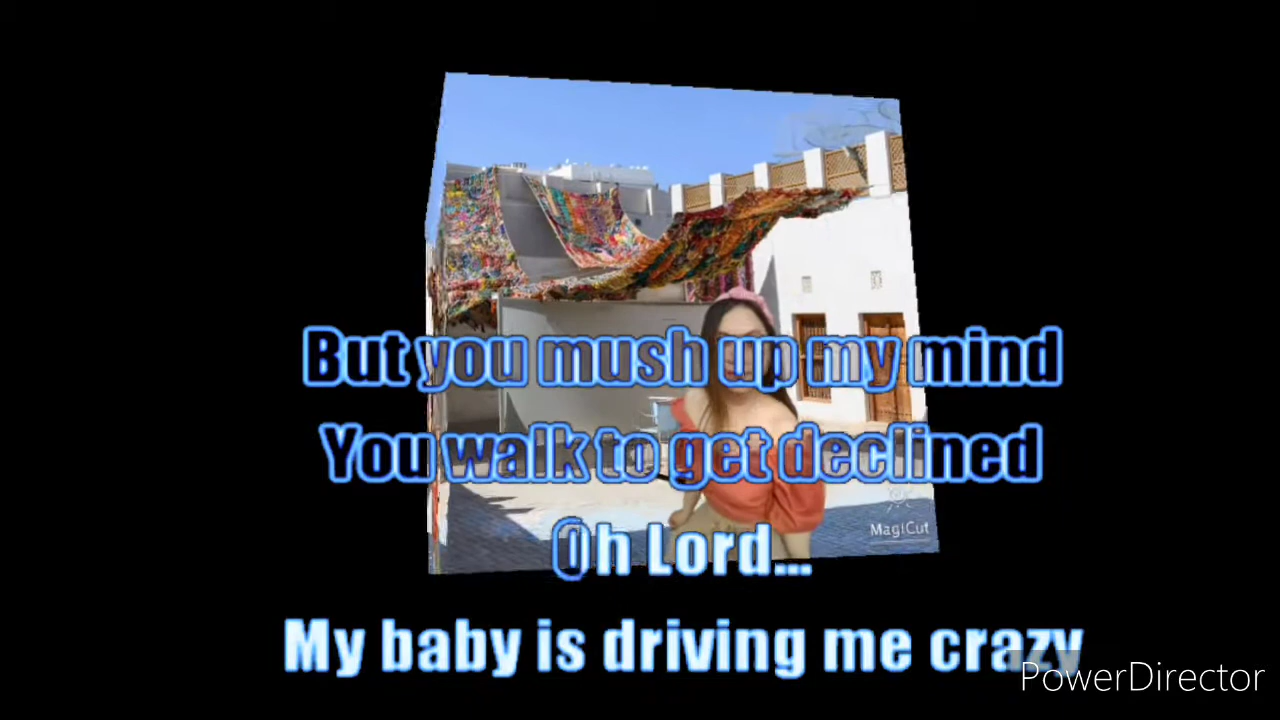 But you mush up my mind
You walk to get declined
Oh Lord...
My baby is driving me crazy
MagiCut
PowerDirector